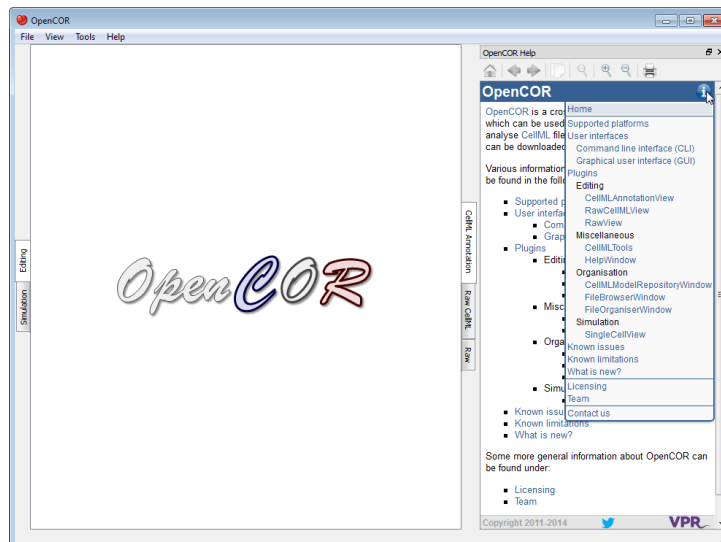 OpenCOR
File View Tools Help
OpenCOR Help
OpenCOR
OpenCOR is a cro
which can be used
analyse CellML file
can be downloaded
Various information
be found in the follo
Supported p
User interfa
Com
Grap
Plugins
Editi
Misc
Orga
Simu
Known issu
Known limitations
What is new?
Some more general information about OpenCOR can
be found under:
Licensing
Team
Copyright 2011-2014
VPR
Home
Supported platforms
User interfaces
Command line interface (CLI)
Graphical user interface (GUI)
Plugins
Editing
CellMLAnnotationView
RawCellMLView
RawView
Miscellaneous
CellMLTools
HelpWindow
Organisation
CellMLModelRepositoryWindow
FileBrowserWindow
FileOrganiserWindow
Simulation
SingleCellView
Known issues
Known limitations
What is new?
Licensing
Team
Contact us
Editing
Simulation
OpenCOR
CellML Annotation
Raw CellML
Raw